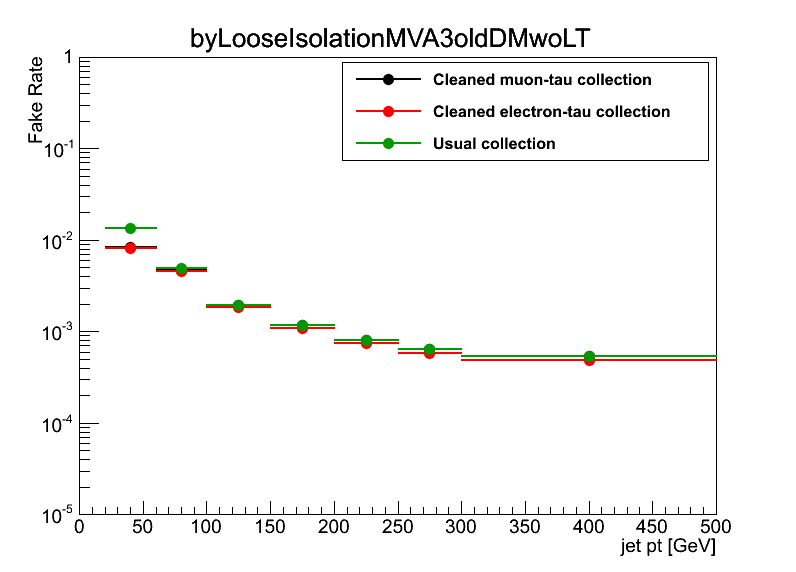 byLooseIsolationMVA3oldDMwoLT
Fake Rate
Cleaned muon-tau collection
Cleaned electron-tau collection
Usual collection
1
10^-1
10^-2
10^-3
10^-4
10^-5
0 50 100 150 200 250 300 350 400 450 500
jet pt [GeV]